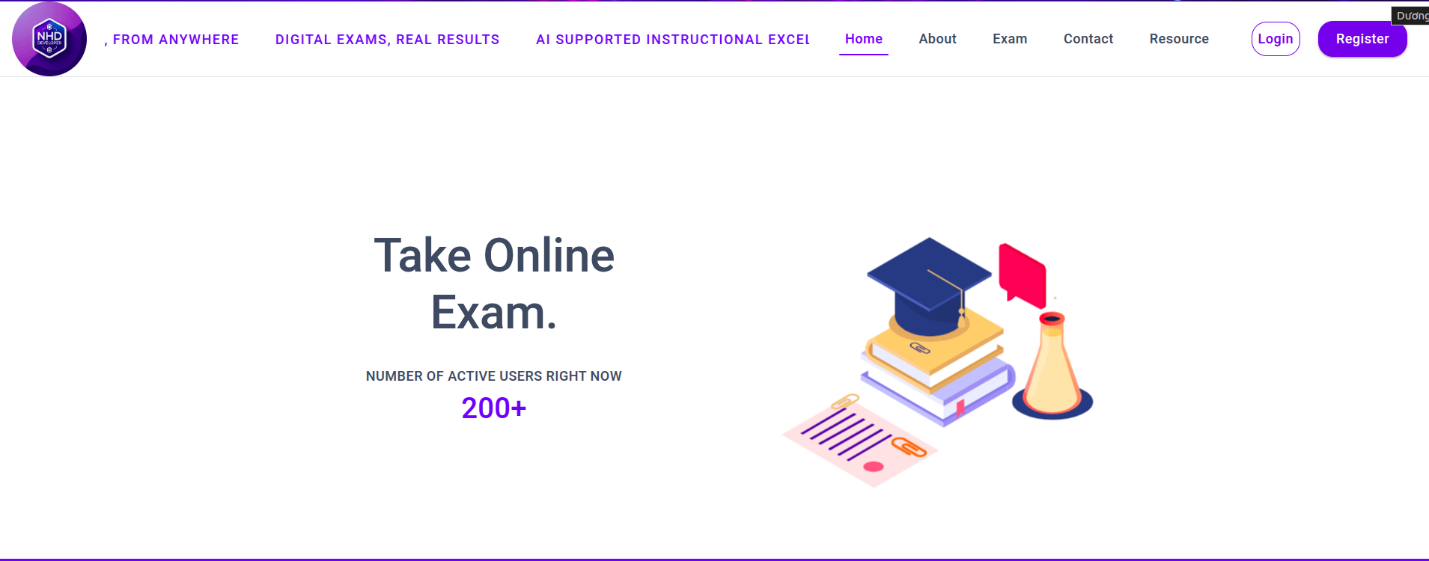 NHD
DEVELOPER
, FROM ANYWHERE
DIGITAL EXAMS, REAL RESULTS
AI SUPPORTED INSTRUCTIONAL EXCEL
Home
About
Exam
Contact
Resource
Login
Register
Dương
Take Online
Exam.
NUMBER OF ACTIVE USERS RIGHT NOW
200+